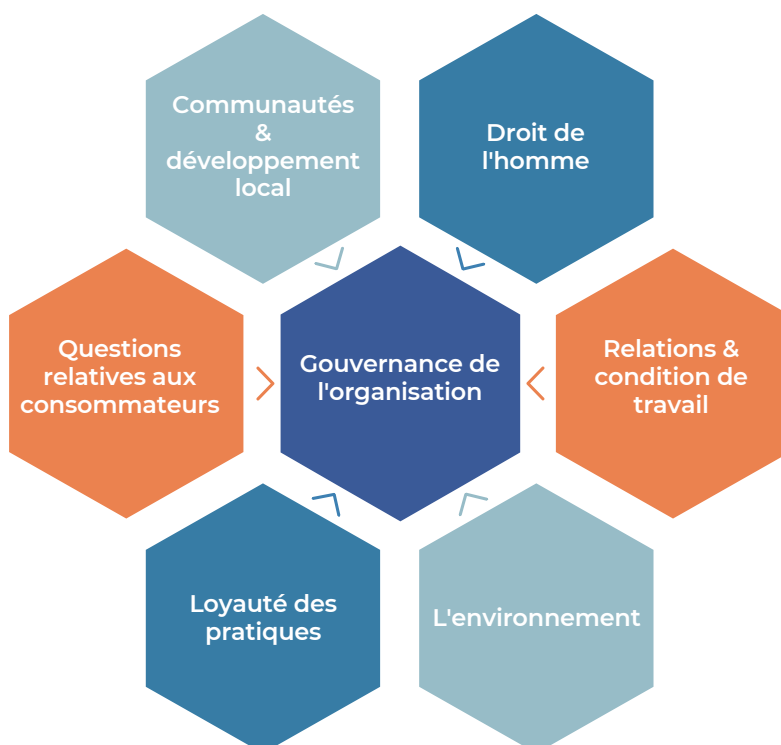 Communautés
&
développement
local
Droit de
l'homme
Questions
relatives aux
consommateurs
Gouvernance de
l'organisation
Relations &
condition de
travail
Loyauté des
pratiques
L'environnement